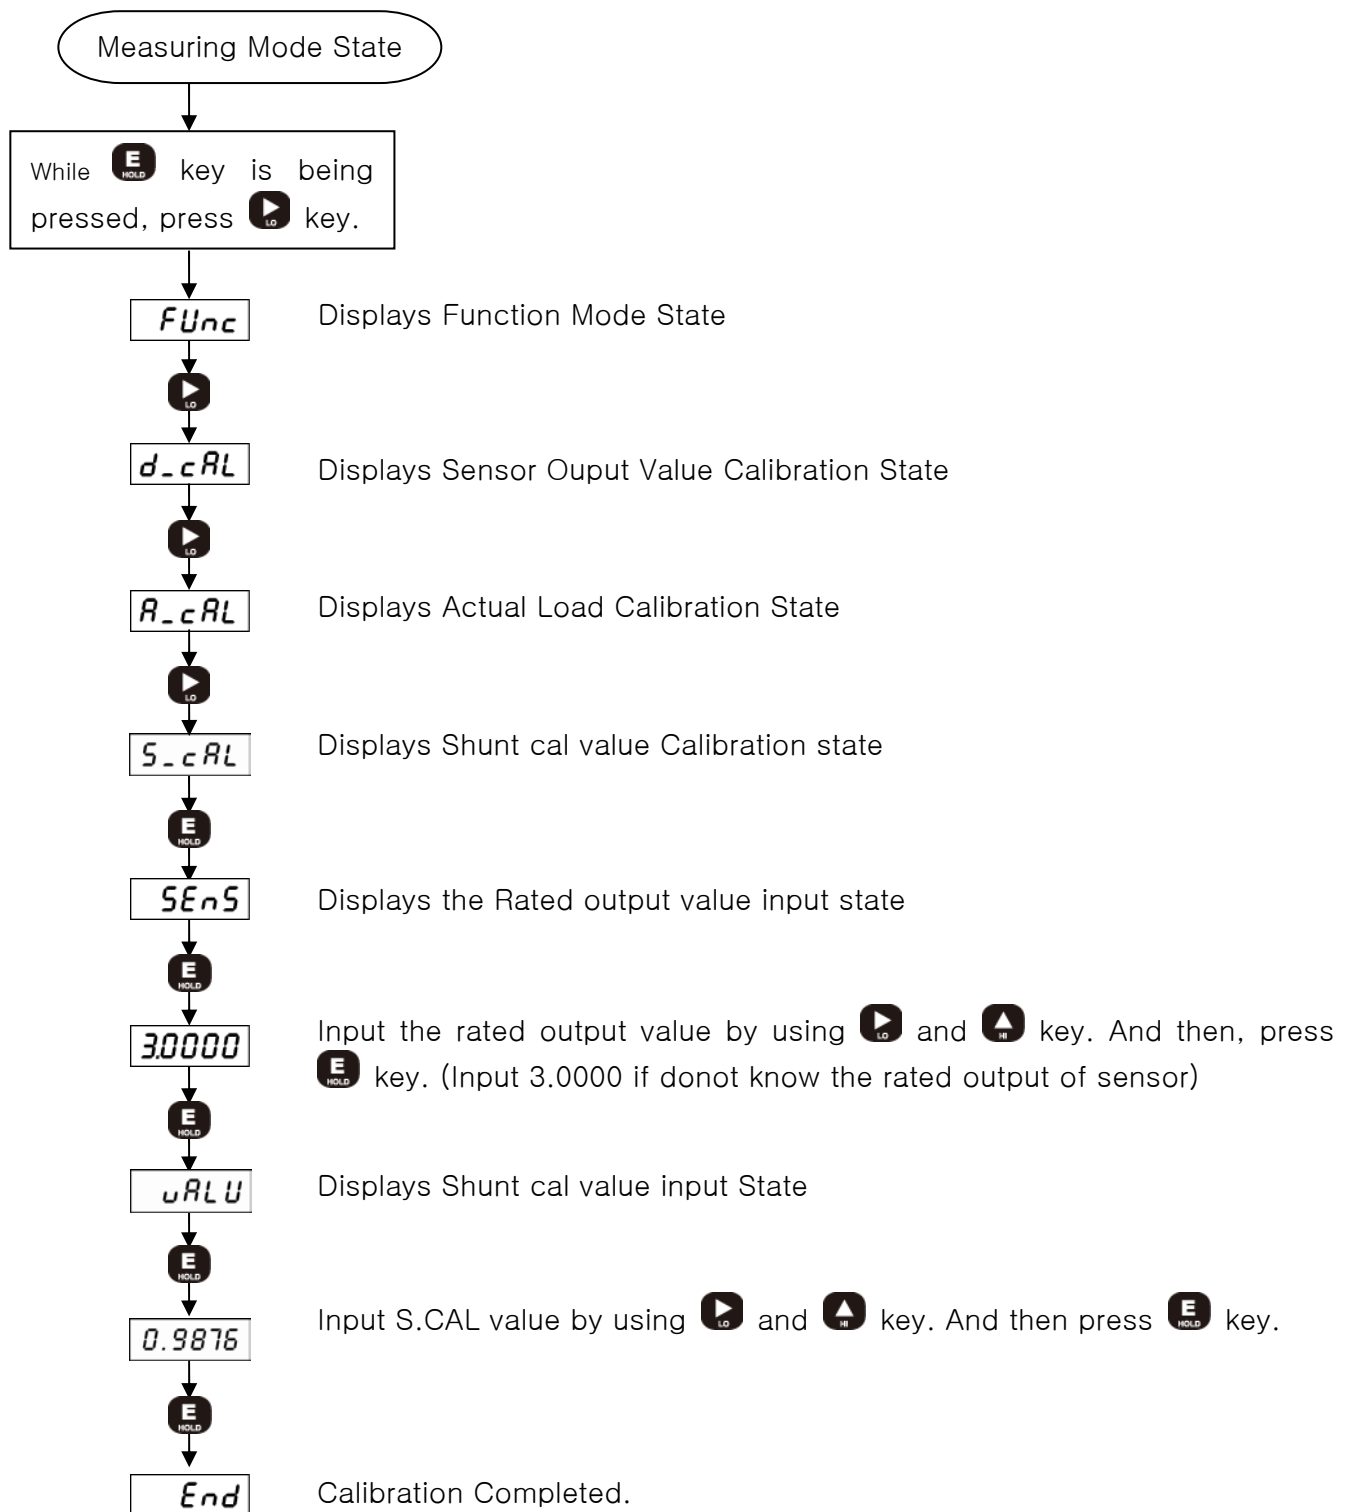 Measuring Mode State
While E HOLD key is being
pressed, press LO key.
FUnc Displays Function Mode State
LO
d_cAL Displays Sensor Ouput Value Calibration State
LO
A_cAL Displays Actual Load Calibration State
LO
S_cAL Displays Shunt cal value Calibration state
E HOLD
SEnS Displays the Rated output value input state
E HOLD
3.0000 Input the rated output value by using LO and HI key. And then, press
E HOLD key. (Input 3.0000 if donot know the rated output of sensor)
E HOLD
vALU Displays Shunt cal value input State
E HOLD
0.9876 Input S.CAL value by using LO and HI key. And then press E HOLD key.
E HOLD
End Calibration Completed.